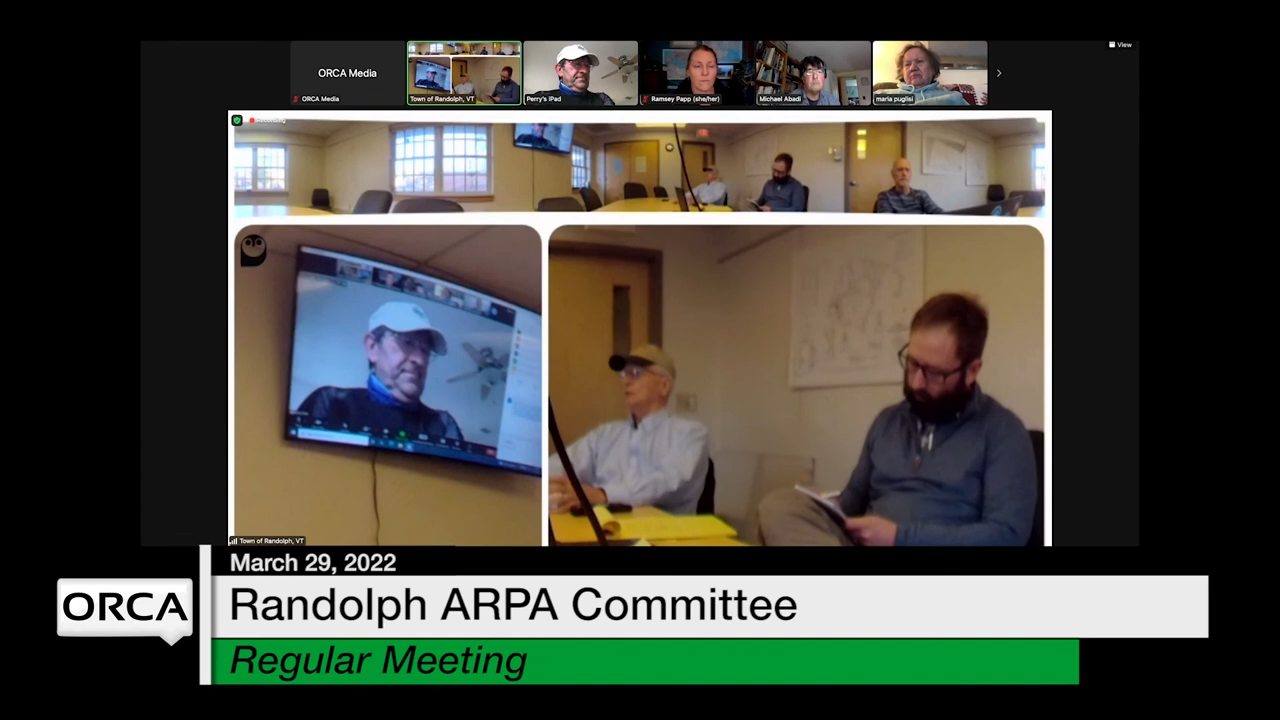 View
ORCA Media
ORCA Media
Town of Randolph, VT
Perry's iPad
Ramsey Papp (she/her)
Michael Abadi
maria puglisi
Recording
Town of Randolph, VT
March 29, 2022
ORCA
Randolph ARPA Committee
Regular Meeting